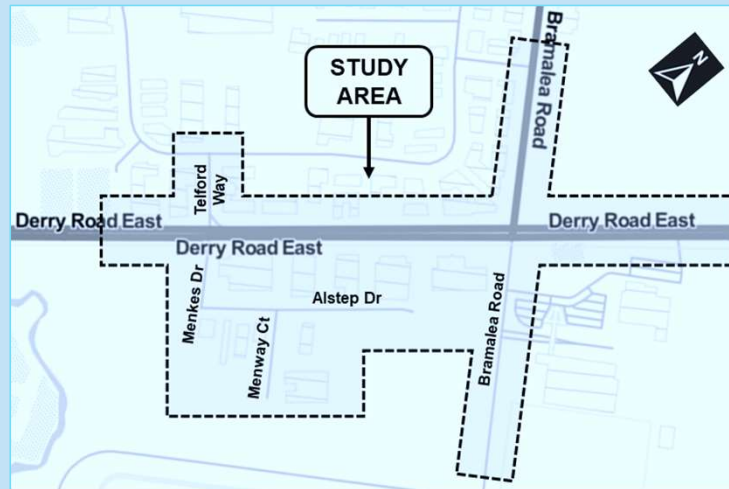 Bramalea Road
N
STUDY
AREA
Telford
Way
Derry Road East
Derry Road East
Derry Road East
Menkes Dr
Alstep Dr
Menway Ct
Bramalea Road